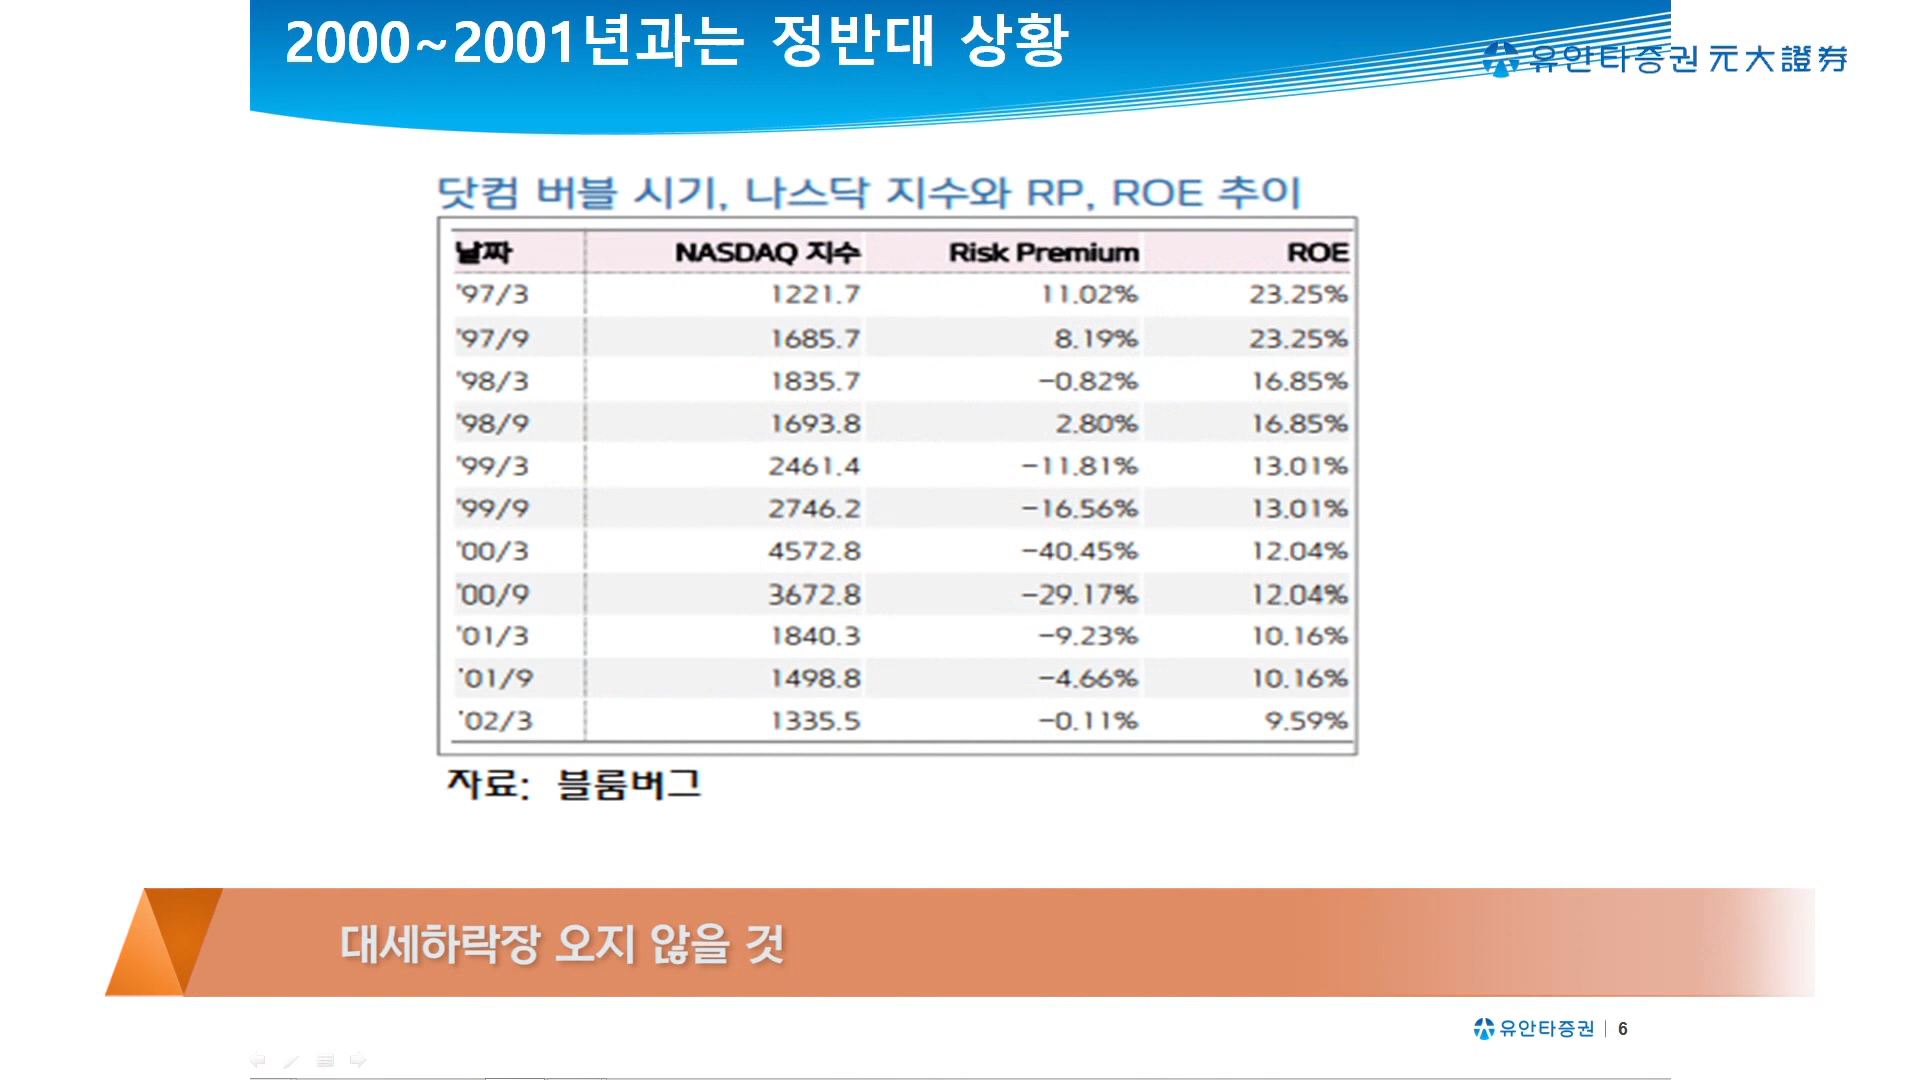 2000~2001년과는 정반대 상황
유안타증권 元大證券
닷컴 버블 시기, 나스닥 지수와 RP, ROE 추이
날짜 NASDAQ 지수 Risk Premium ROE
'97/3 1221.7 11.02% 23.25%
'97/9 1685.7 8.19% 23.25%
'98/3 1835.7 -0.82% 16.85%
'98/9 1693.8 2.80% 16.85%
'99/3 2461.4 -11.81% 13.01%
'99/9 2746.2 -16.56% 13.01%
'00/3 4572.8 -40.45% 12.04%
'00/9 3672.8 -29.17% 12.04%
'01/3 1840.3 -9.23% 10.16%
'01/9 1498.8 -4.66% 10.16%
'02/3 1335.5 -0.11% 9.59%
자료: 블룸버그
대세하락장 오지 않을 것
유안타증권 | 6